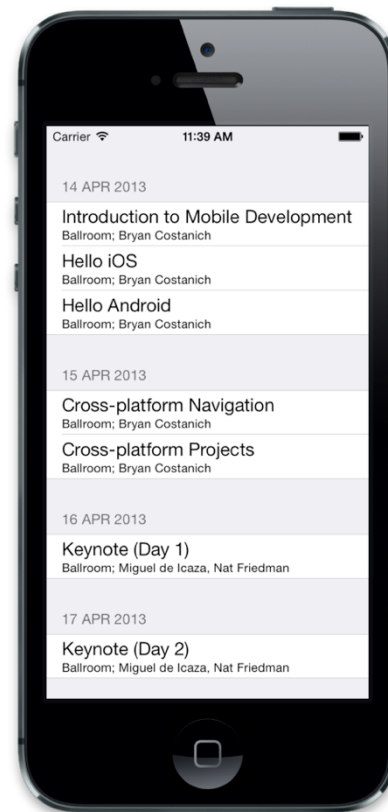 Carrier 11:39 AM
14 APR 2013
Introduction to Mobile Development
Ballroom; Bryan Costanich
Hello iOS
Ballroom; Bryan Costanich
Hello Android
Ballroom; Bryan Costanich
15 APR 2013
Cross-platform Navigation
Ballroom; Bryan Costanich
Cross-platform Projects
Ballroom; Bryan Costanich
16 APR 2013
Keynote (Day 1)
Ballroom; Miguel de Icaza, Nat Friedman
17 APR 2013
Keynote (Day 2)
Ballroom; Miguel de Icaza, Nat Friedman